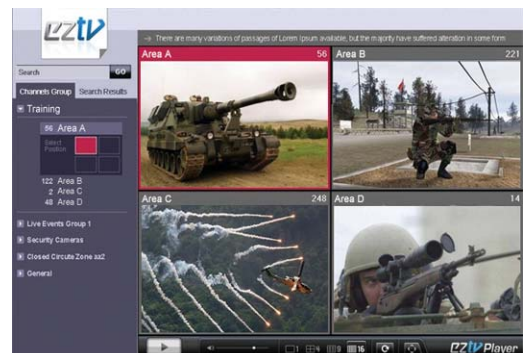 eztv
Search GO
Channels Group Search Results
Training
56 Area A
Select
Position
122 Area B
2 Area C
48 Area D
Live Events Group 1
Security Cameras
Closed Circute Zone aa2
General
There are many variations of passages of Lorem Ipsum available, but the majority have suffered alteration in some form
Area A 56
Area B 221
Area C 248
Area D 14
1 4 9 16
eztv Player